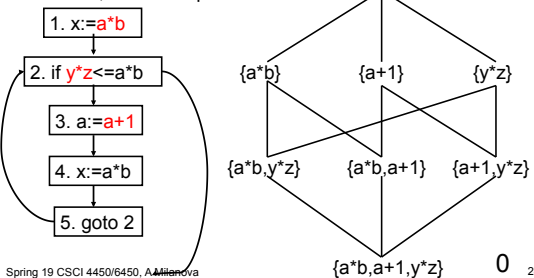 1. x:=a*b
2. if y*z<=a*b
3. a:=a+1
4. x:=a*b
5. goto 2
{a*b} {a+1} {y*z}
{a*b,y*z} {a*b,a+1} {a+1,y*z}
{a*b,a+1,y*z} 0
Spring 19 CSCI 4450/6450, A Milanova 2